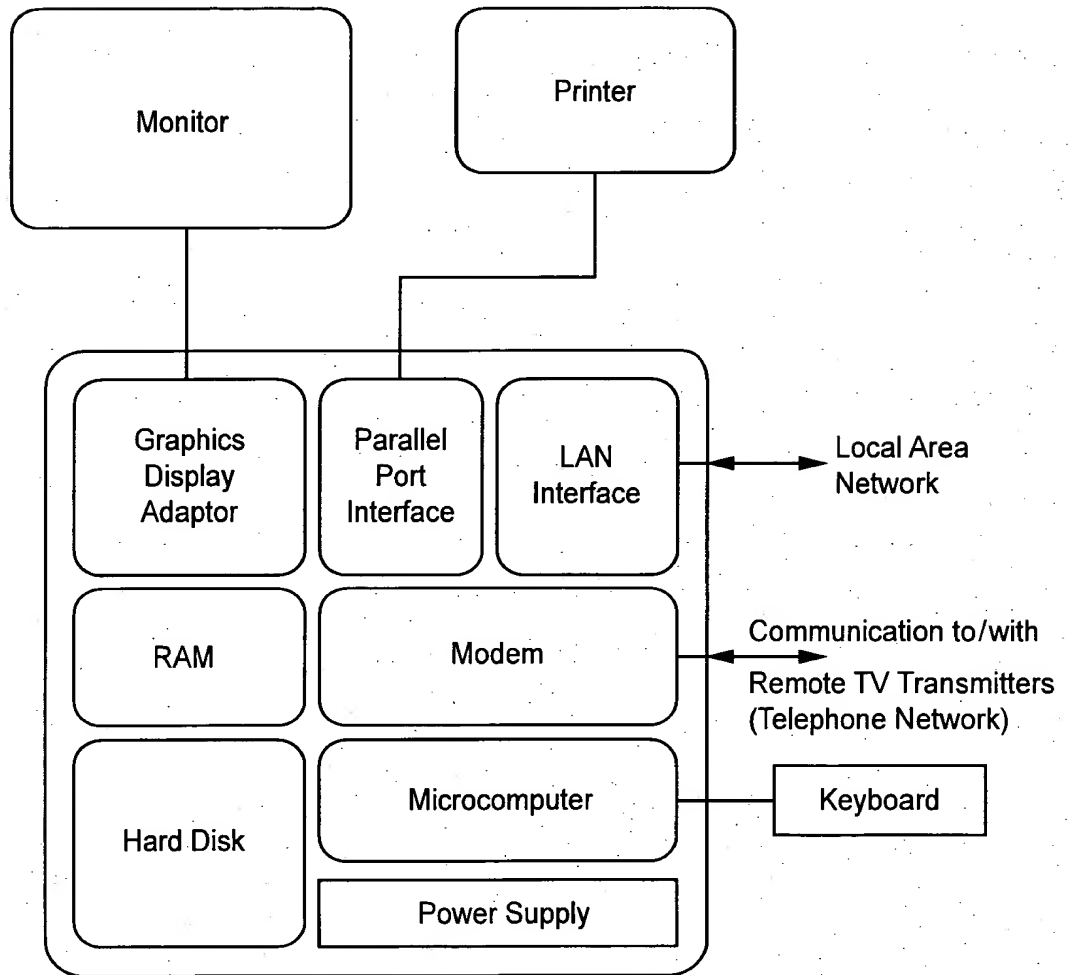 Monitor
Printer
Graphics
Display
Adaptor
Parallel
Port
Interface
LAN
Interface
Local Area
Network
RAM
Modem
Communication to/with
Remote TV Transmitters
(Telephone Network)
Hard Disk
Microcomputer
Keyboard
Power Supply